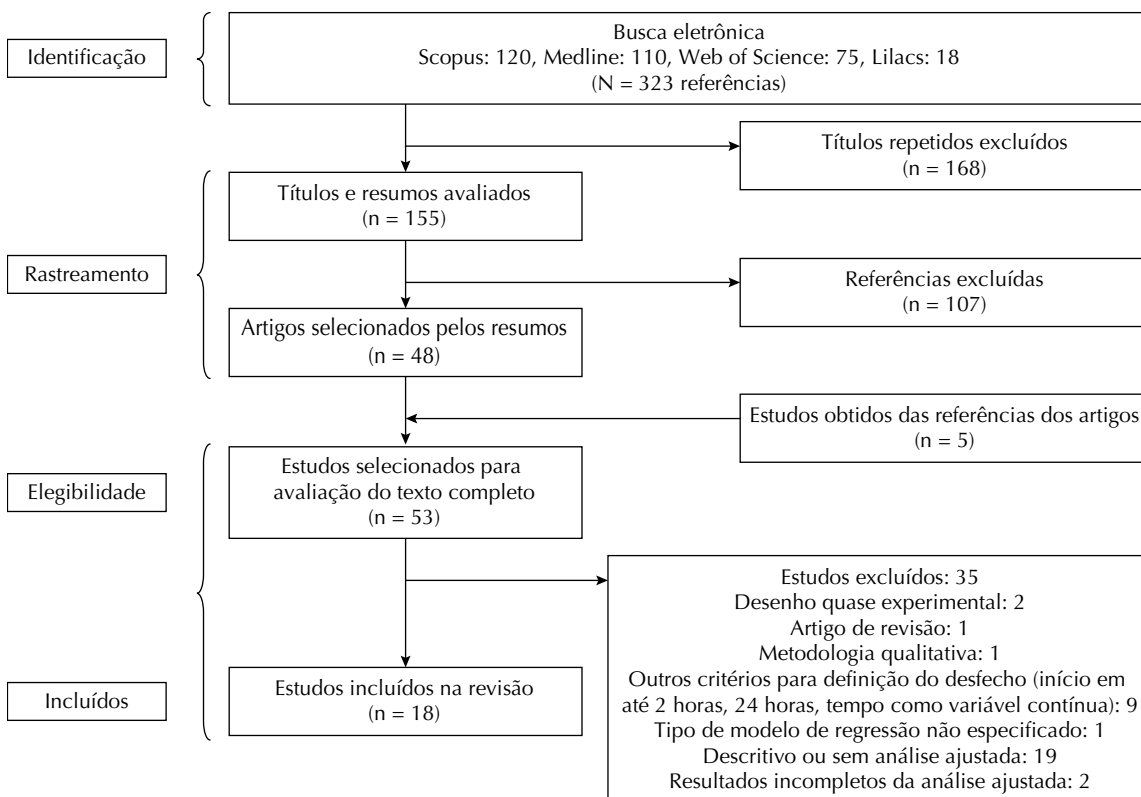 Identificação
Busca eletrônica
Scopus: 120, Medline: 110, Web of Science: 75, Lilacs: 18
(N = 323 referências)
Títulos repetidos excluídos
(n = 168)
Rastreamento
Títulos e resumos avaliados
(n = 155)
Referências excluídas
(n = 107)
Artigos selecionados pelos resumos
(n = 48)
Estudos obtidos das referências dos artigos
(n = 5)
Elegibilidade
Estudos selecionados para
avaliação do texto completo
(n = 53)
Estudos excluídos: 35
Desenho quase experimental: 2
Artigo de revisão: 1
Metodologia qualitativa: 1
Outros critérios para definição do desfecho (início em
até 2 horas, 24 horas, tempo como variável contínua): 9
Tipo de modelo de regressão não especificado: 1
Descritivo ou sem análise ajustada: 19
Resultados incompletos da análise ajustada: 2
Incluídos
Estudos incluídos na revisão
(n = 18)